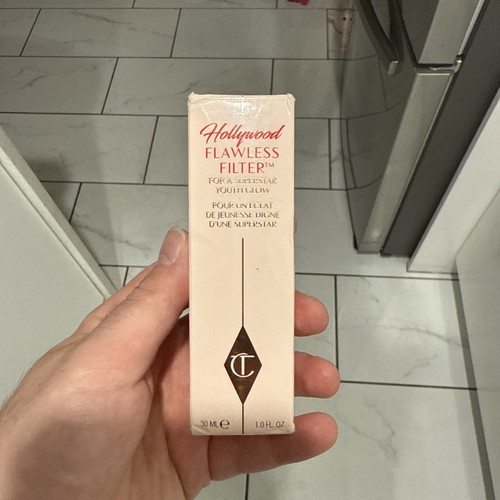 Hollywood
FLAWLESS
FILTER™
FOR A SUPERSTAR
YOUTH GLOW
POUR UN ÉCLAT
DE JEUNESSE DIGNE
D'UNE SUPERSTAR
CT
30 ML ℮ 1.0 FL. OZ.